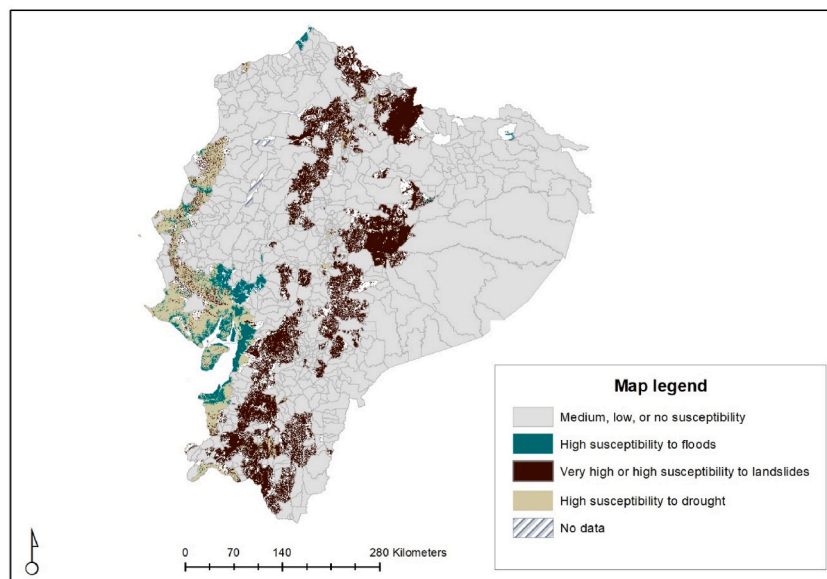 Map legend
Medium, low, or no susceptibility
High susceptibility to floods
Very high or high susceptibility to landslides
High susceptibility to drought
No data
0 70 140 280 Kilometers